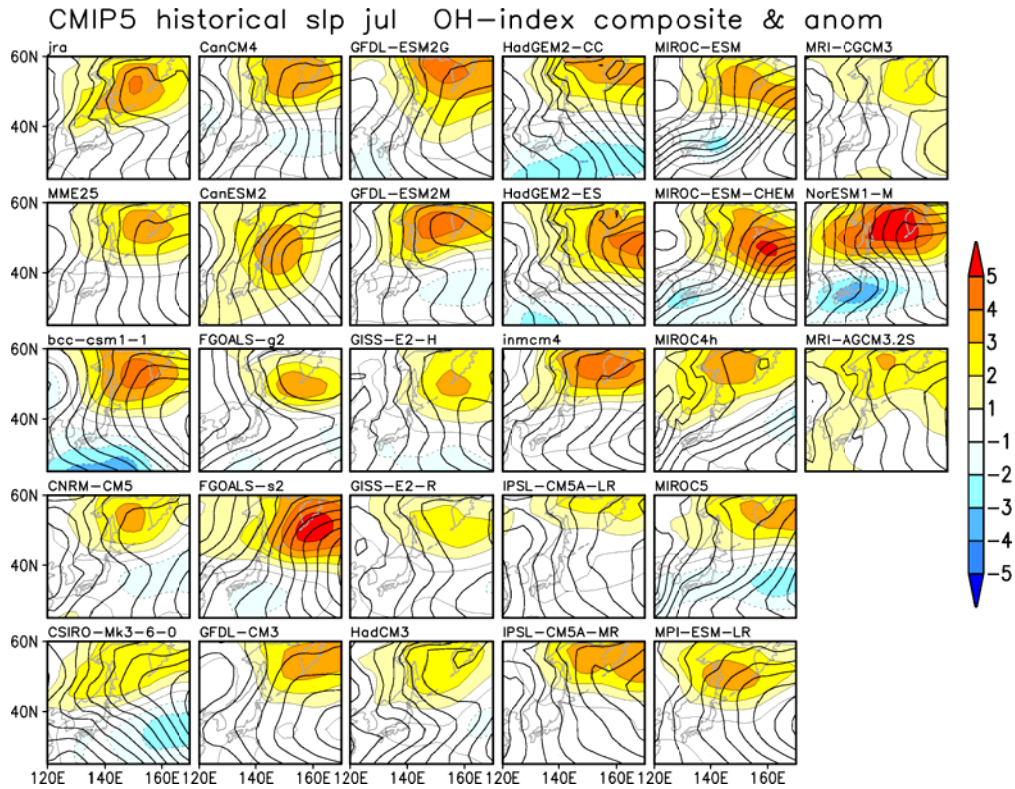 CMIP5 historical slp jul OH-index composite & anom
jra CanCM4 GFDL-ESM2G HadGEM2-CC MIROC-ESM MRI-CGCM3
60N
40N
MME25 CanESM2 GFDL-ESM2M HadGEM2-ES MIROC-ESM-CHEM NorESM1-M
60N
40N
bcc-csm1-1 FGOALS-g2 GISS-E2-H inmcm4 MIROC4h MRI-AGCM3.2S
60N
40N
CNRM-CM5 FGOALS-s2 GISS-E2-R IPSL-CM5A-LR MIROC5
60N
40N
CSIRO-Mk3-6-0 GFDL-CM3 HadCM3 IPSL-CM5A-MR MPI-ESM-LR
60N
40N
120E 140E 160E 120E 140E 160E 120E 140E 160E 120E 140E 160E 120E 140E 160E
5
4
3
2
1
-1
-2
-3
-4
-5